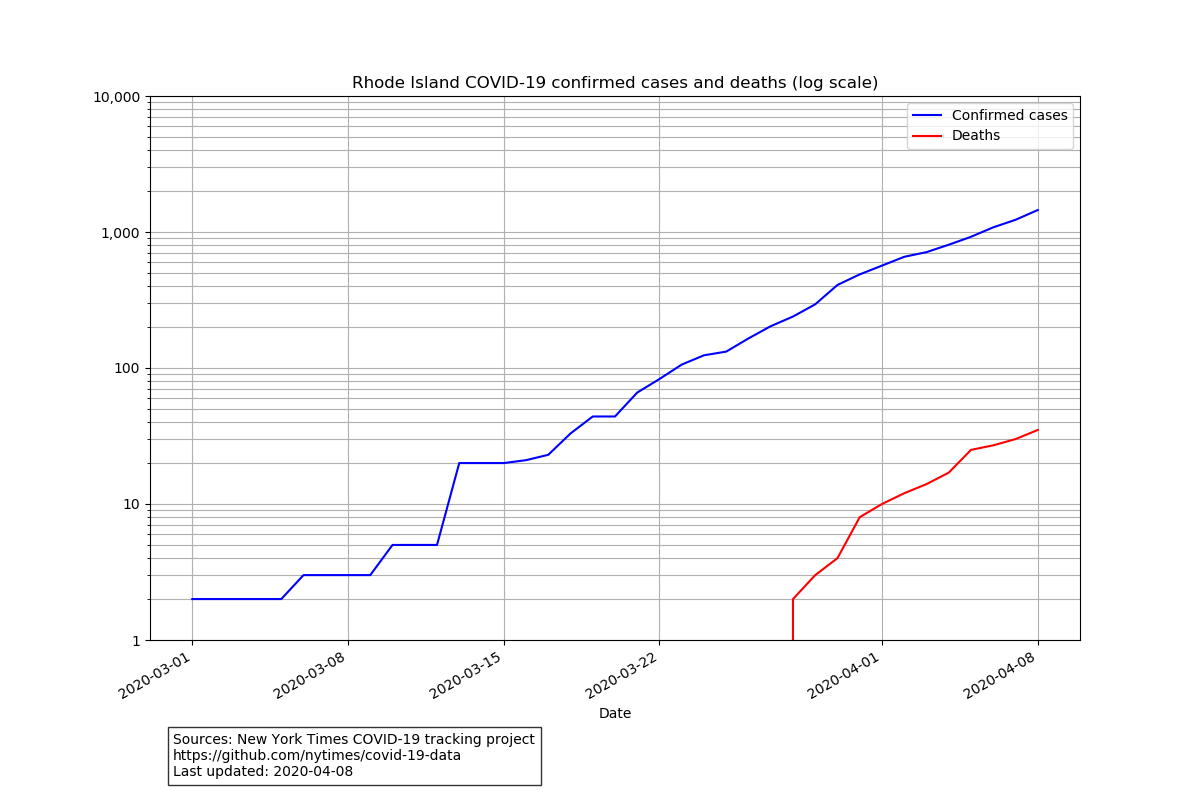 Rhode Island COVID-19 confirmed cases and deaths (log scale)
10,000
1,000
100
10
1
Confirmed cases
Deaths
2020-03-01
2020-03-08
2020-03-15
2020-03-22
2020-04-01
2020-04-08
Date
Sources: New York Times COVID-19 tracking project
https://github.com/nytimes/covid-19-data
Last updated: 2020-04-08